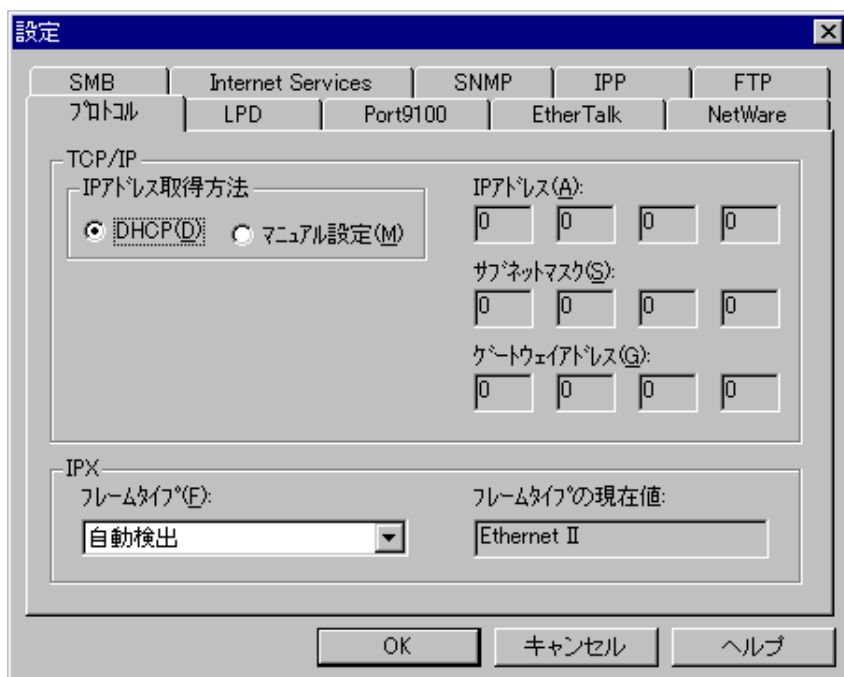 設定
SMB Internet Services SNMP IPP FTP
ﾌﾟﾛﾄｺﾙ LPD Port9100 EtherTalk NetWare
TCP/IP
IPｱﾄﾞﾚｽ取得方法
DHCP(D) ﾏﾆｭｱﾙ設定(M)
IPｱﾄﾞﾚｽ(A):
0 0 0 0
ｻﾌﾞﾈｯﾄﾏｽｸ(S):
0 0 0 0
ｹﾞｰﾄｳｪｲｱﾄﾞﾚｽ(G):
0 0 0 0
IPX
ﾌﾚｰﾑﾀｲﾌﾟ(F):
自動検出
ﾌﾚｰﾑﾀｲﾌﾟの現在値:
Ethernet Ⅱ
OK キャンセル ヘルプ